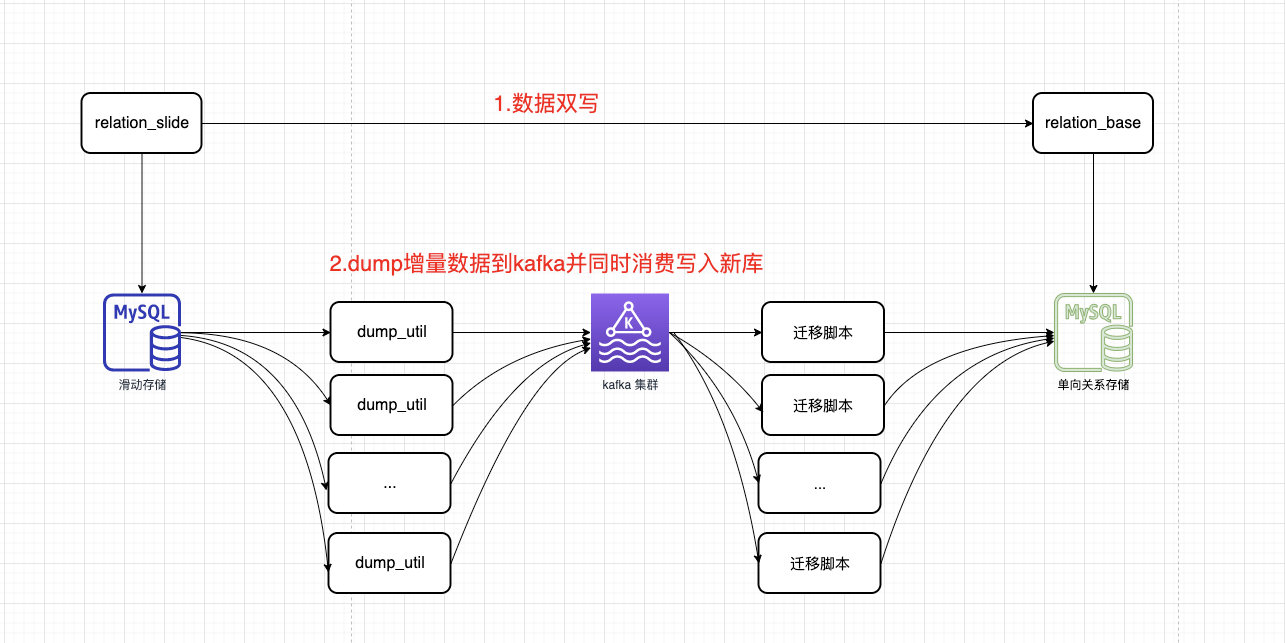 1.数据双写
relation_slide
relation_base
2.dump增量数据到kafka并同时消费写入新库
MySQL
滑动存储
dump_util
dump_util
...
dump_util
K
kafka 集群
迁移脚本
迁移脚本
...
迁移脚本
MySQL
单向关系存储